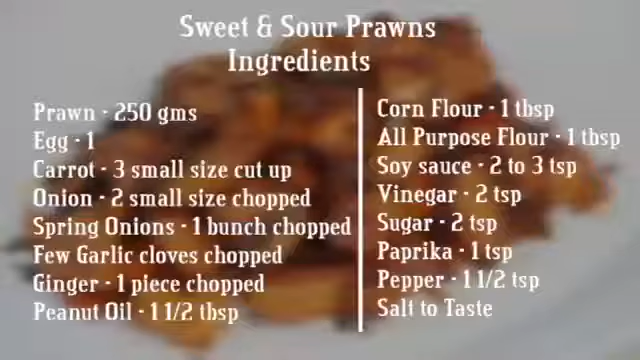 Sweet & Sour Prawns
Ingredients
Prawn - 250 gms
Egg - 1
Carrot - 3 small size cut up
Onion - 2 small size chopped
Spring Onions - 1 bunch chopped
Few Garlic cloves chopped
Ginger - 1 piece chopped
Peanut Oil - 1 1/2 tbsp
Corn Flour - 1 tbsp
All Purpose Flour - 1 tbsp
Soy sauce - 2 to 3 tsp
Vinegar - 2 tsp
Sugar - 2 tsp
Paprika - 1 tsp
Pepper - 1 1/2 tsp
Salt to Taste